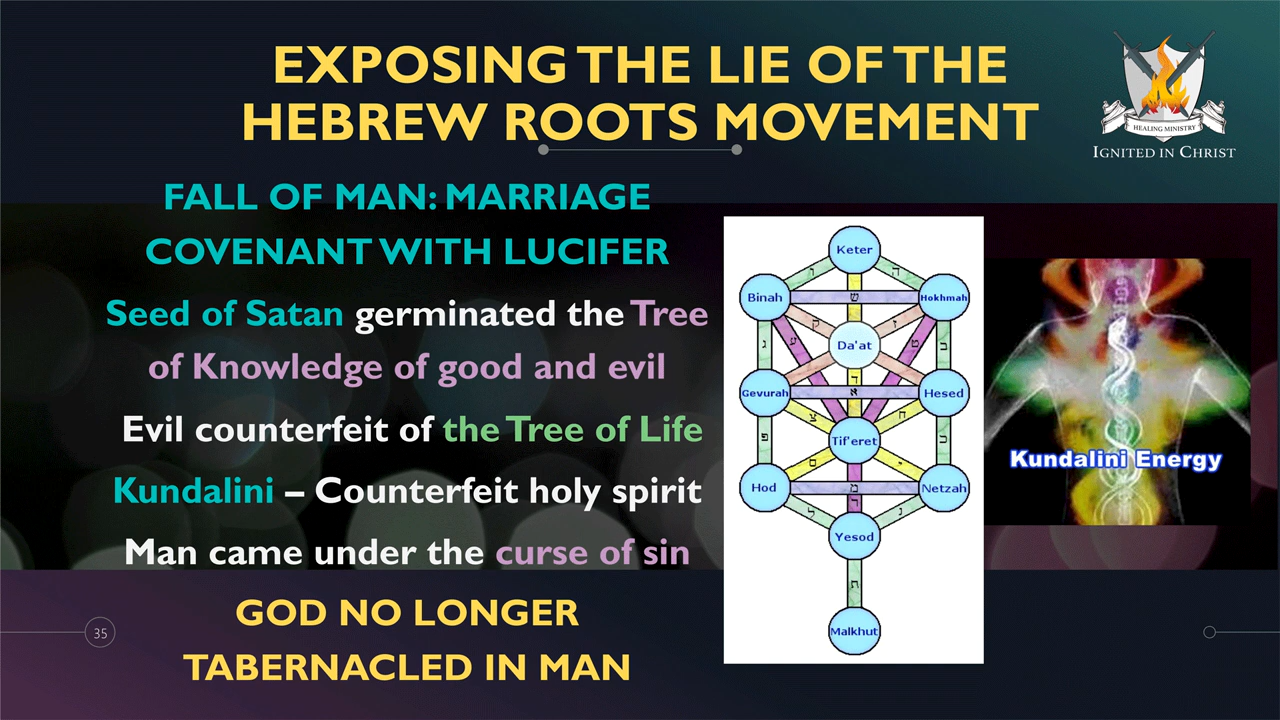 EXPOSING THE LIE OF THE
HEBREW ROOTS MOVEMENT
HEALING MINISTRY
IGNITED IN CHRIST
FALL OF MAN: MARRIAGE
COVENANT WITH LUCIFER
Seed of Satan germinated the Tree
of Knowledge of good and evil
Evil counterfeit of the Tree of Life
Kundalini – Counterfeit holy spirit
Man came under the curse of sin
GOD NO LONGER
TABERNACLED IN MAN
35
Keter
Binah
Hokhmah
ש
Da'at
Gevurah
א
Hesed
Tif'eret
Hod
מ
Netzah
Yesod
ת
Malkhut
Kundalini Energy